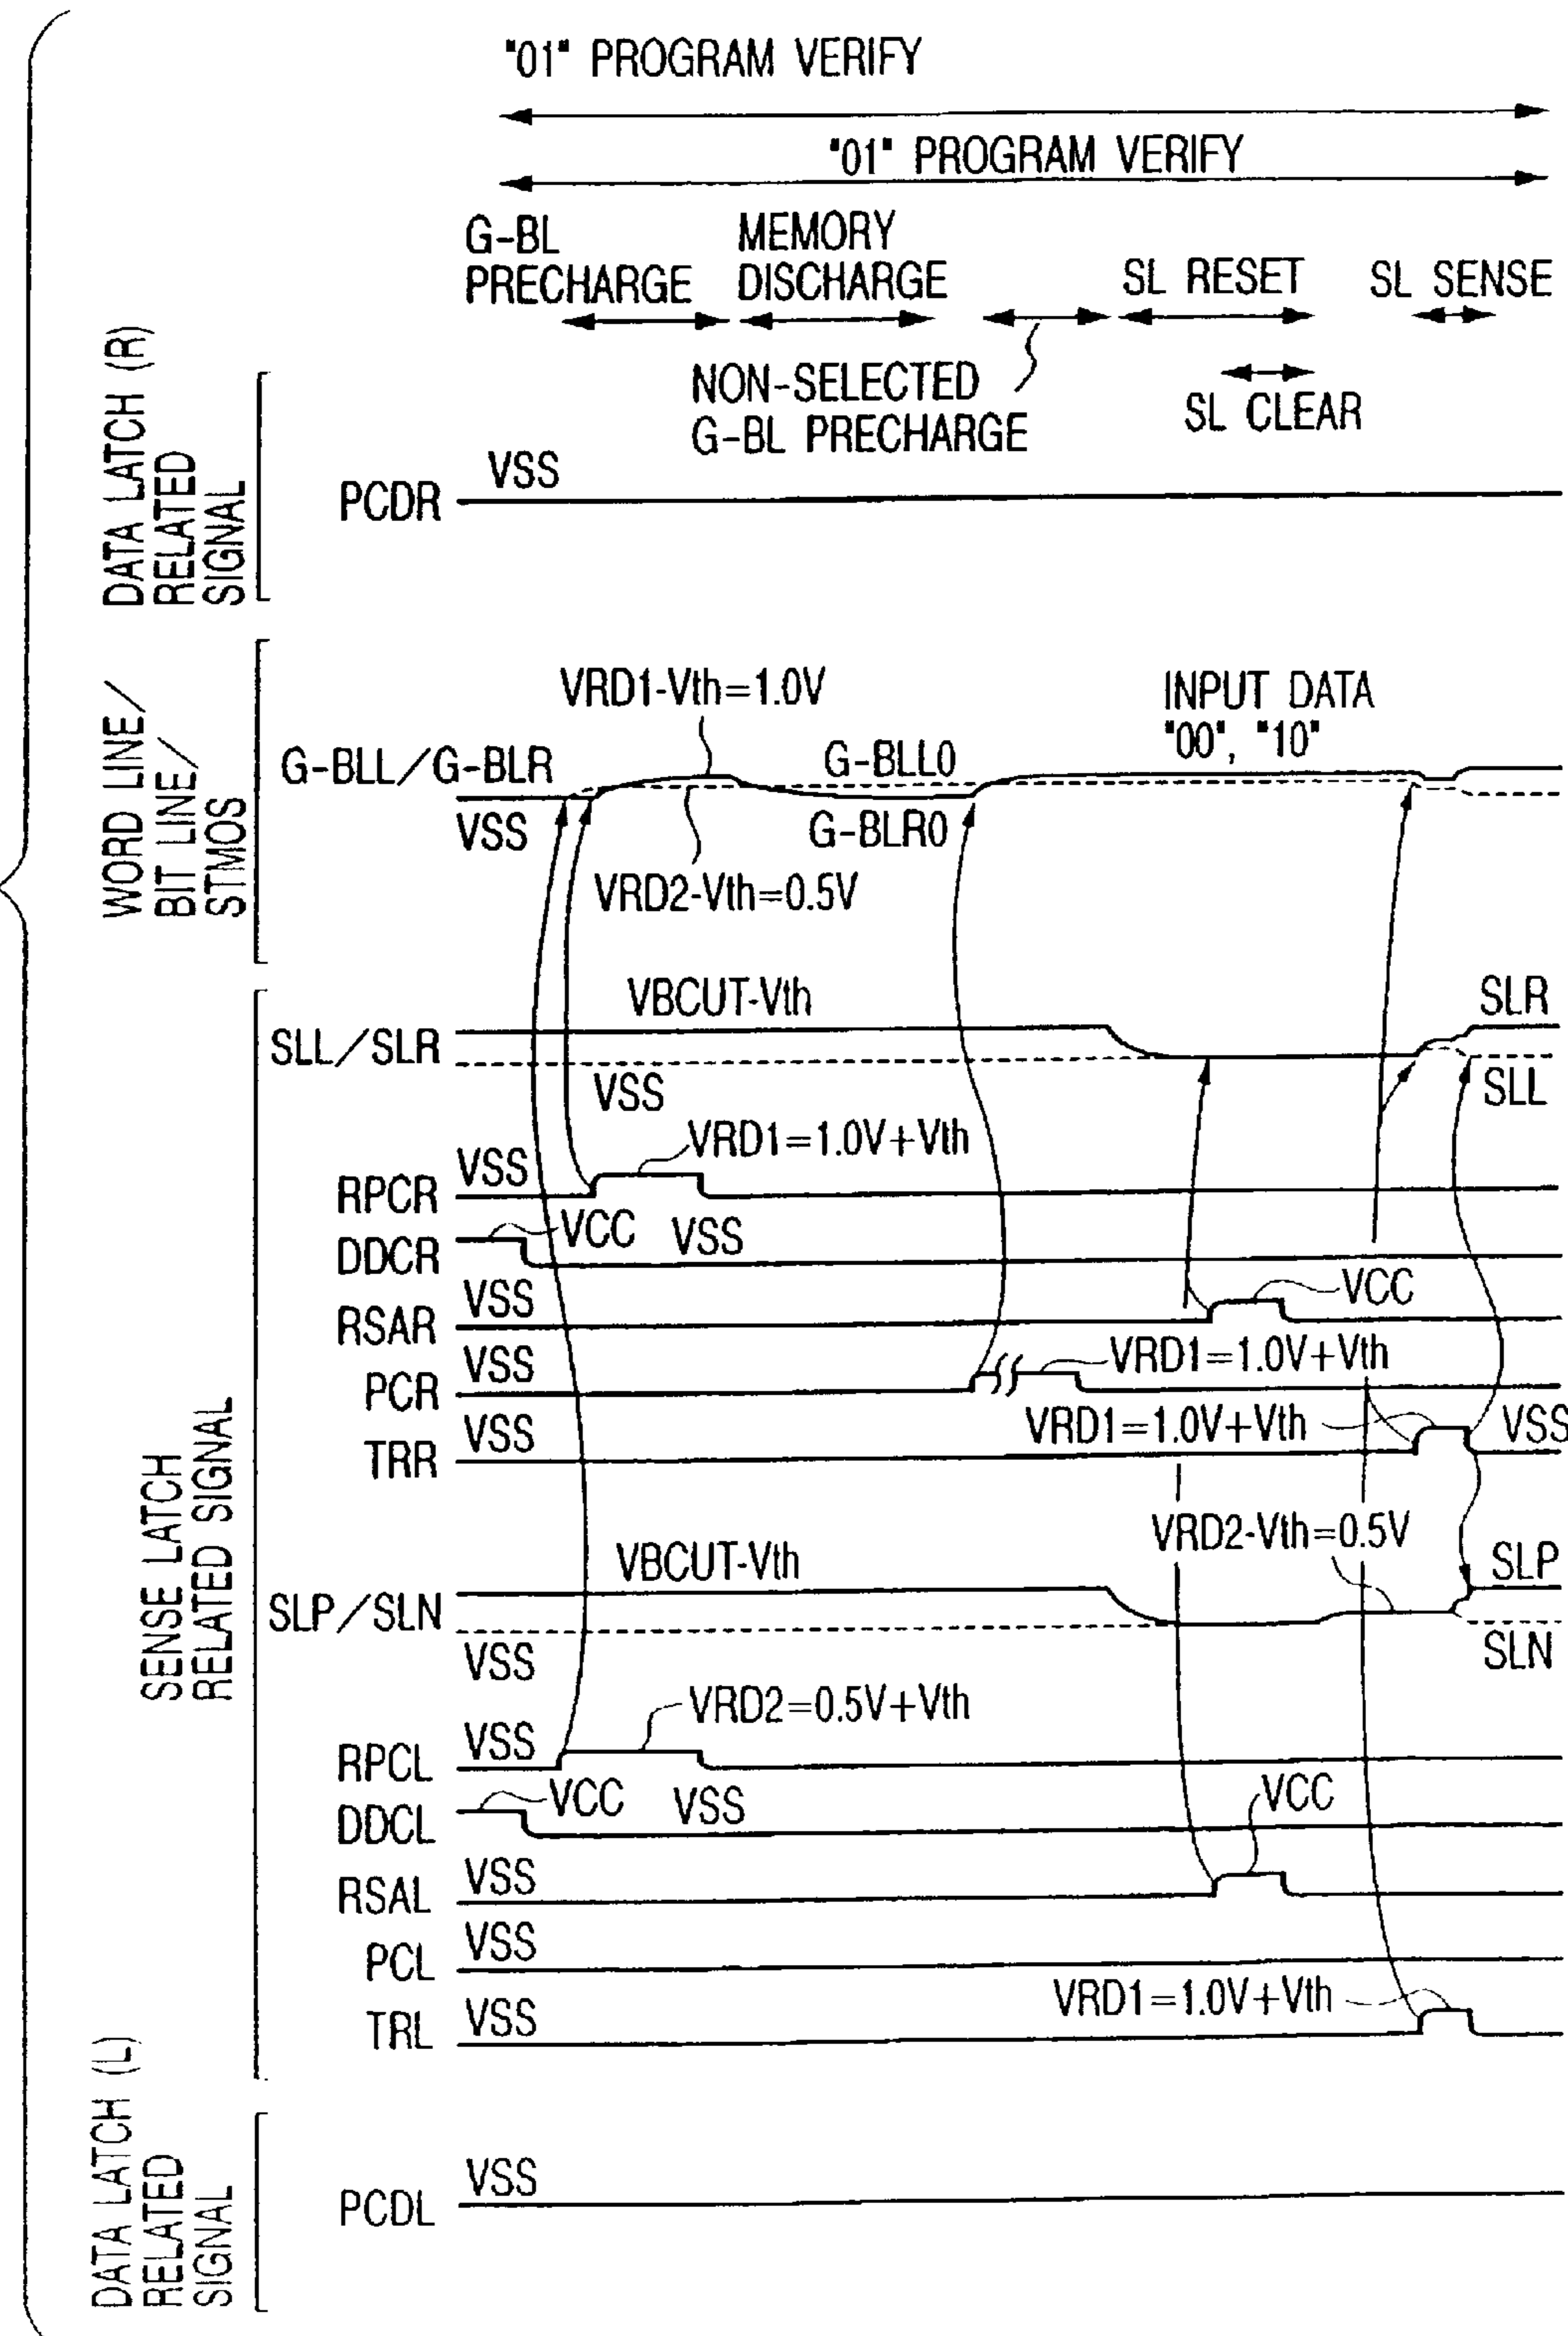 "01" PROGRAM VERIFY
"01" PROGRAM VERIFY
G-BL
PRECHARGE
MEMORY
DISCHARGE
SL RESET
SL SENSE
NON-SELECTED
G-BL PRECHARGE
SL CLEAR
DATA LATCH (R)
RELATED
SIGNAL
PCDR
VSS
WORD LINE/
BIT LINE/
STMOS
G-BLL/G-BLR
VSS
VRD1-Vth=1.0V
VRD2-Vth=0.5V
G-BLL0
G-BLR0
INPUT DATA
"00", "10"
SENSE LATCH
RELATED SIGNAL
SLL/SLR
VBCUT-Vth
VSS
SLR
SLL
RPCR
VSS
VRD1=1.0V+Vth
DDCR
VCC
VSS
RSAR
VSS
VCC
PCR
VSS
VRD1=1.0V+Vth
TRR
VSS
VRD1=1.0V+Vth
VSS
SLP/SLN
VBCUT-Vth
VSS
VRD2-Vth=0.5V
SLP
SLN
RPCL
VSS
VRD2=0.5V+Vth
DDCL
VCC
VSS
RSAL
VSS
VCC
PCL
VSS
TRL
VSS
VRD1=1.0V+Vth
DATA LATCH (L)
RELATED
SIGNAL
PCDL
VSS